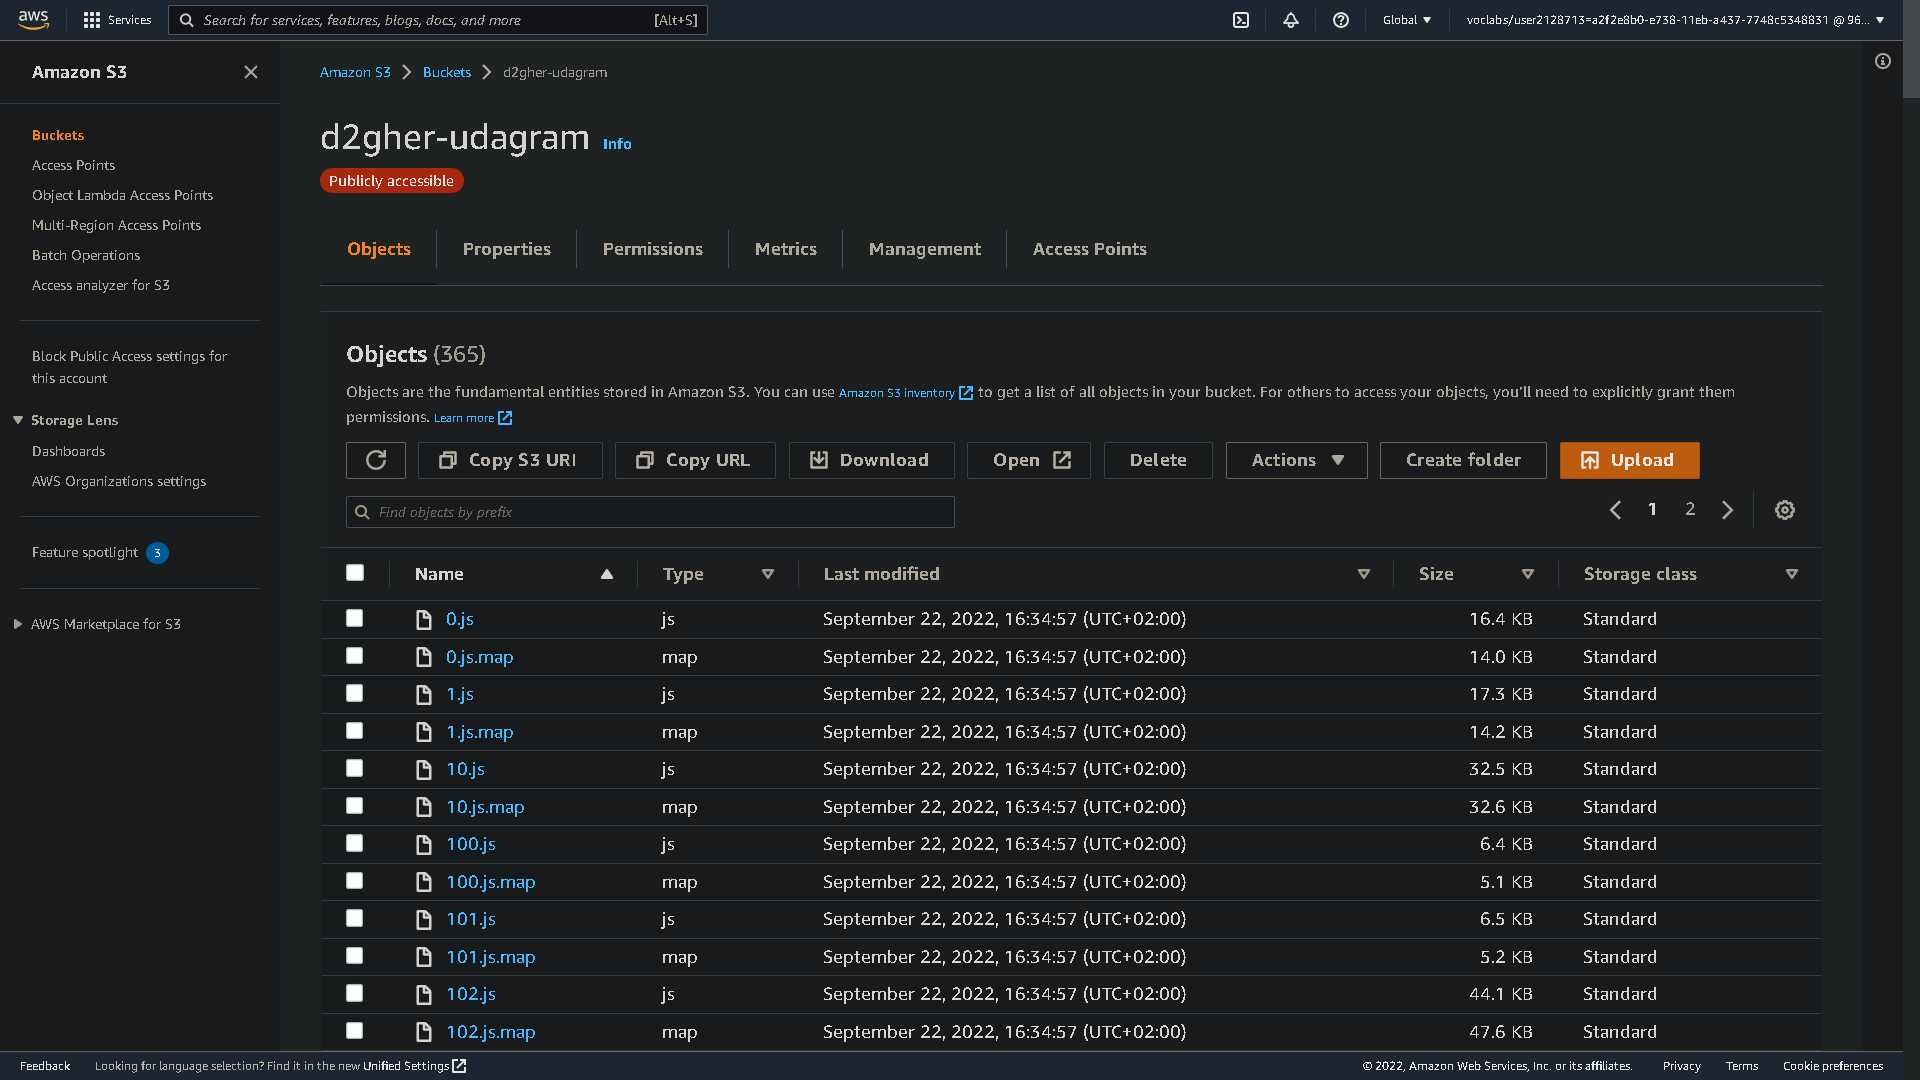 aws
Services
Search for services, features, blogs, docs, and more [Alt+S]
Global
voclabs/user2128713=a2f2e8b0-e738-11eb-a437-7748c5348831 @ 96...
Amazon S3
Buckets
Access Points
Object Lambda Access Points
Multi-Region Access Points
Batch Operations
Access analyzer for S3
Block Public Access settings for
this account
Storage Lens
Dashboards
AWS Organizations settings
Feature spotlight 3
AWS Marketplace for S3
Amazon S3 Buckets d2gher-udagram
d2gher-udagram Info
Publicly accessible
Objects Properties Permissions Metrics Management Access Points
Objects (365)
Objects are the fundamental entities stored in Amazon S3. You can use Amazon S3 inventory to get a list of all objects in your bucket. For others to access your objects, you'll need to explicitly grant them
permissions. Learn more
Copy S3 URI Copy URL Download Open Delete Actions Create folder Upload
Find objects by prefix
1 2
Name Type Last modified Size Storage class
0.js js September 22, 2022, 16:34:57 (UTC+02:00) 16.4 KB Standard
0.js.map map September 22, 2022, 16:34:57 (UTC+02:00) 14.0 KB Standard
1.js js September 22, 2022, 16:34:57 (UTC+02:00) 17.3 KB Standard
1.js.map map September 22, 2022, 16:34:57 (UTC+02:00) 14.2 KB Standard
10.js js September 22, 2022, 16:34:57 (UTC+02:00) 32.5 KB Standard
10.js.map map September 22, 2022, 16:34:57 (UTC+02:00) 32.6 KB Standard
100.js js September 22, 2022, 16:34:57 (UTC+02:00) 6.4 KB Standard
100.js.map map September 22, 2022, 16:34:57 (UTC+02:00) 5.1 KB Standard
101.js js September 22, 2022, 16:34:57 (UTC+02:00) 6.5 KB Standard
101.js.map map September 22, 2022, 16:34:57 (UTC+02:00) 5.2 KB Standard
102.js js September 22, 2022, 16:34:57 (UTC+02:00) 44.1 KB Standard
102.js.map map September 22, 2022, 16:34:57 (UTC+02:00) 47.6 KB Standard
Feedback Looking for language selection? Find it in the new Unified Settings
© 2022, Amazon Web Services, Inc. or its affiliates. Privacy Terms Cookie preferences